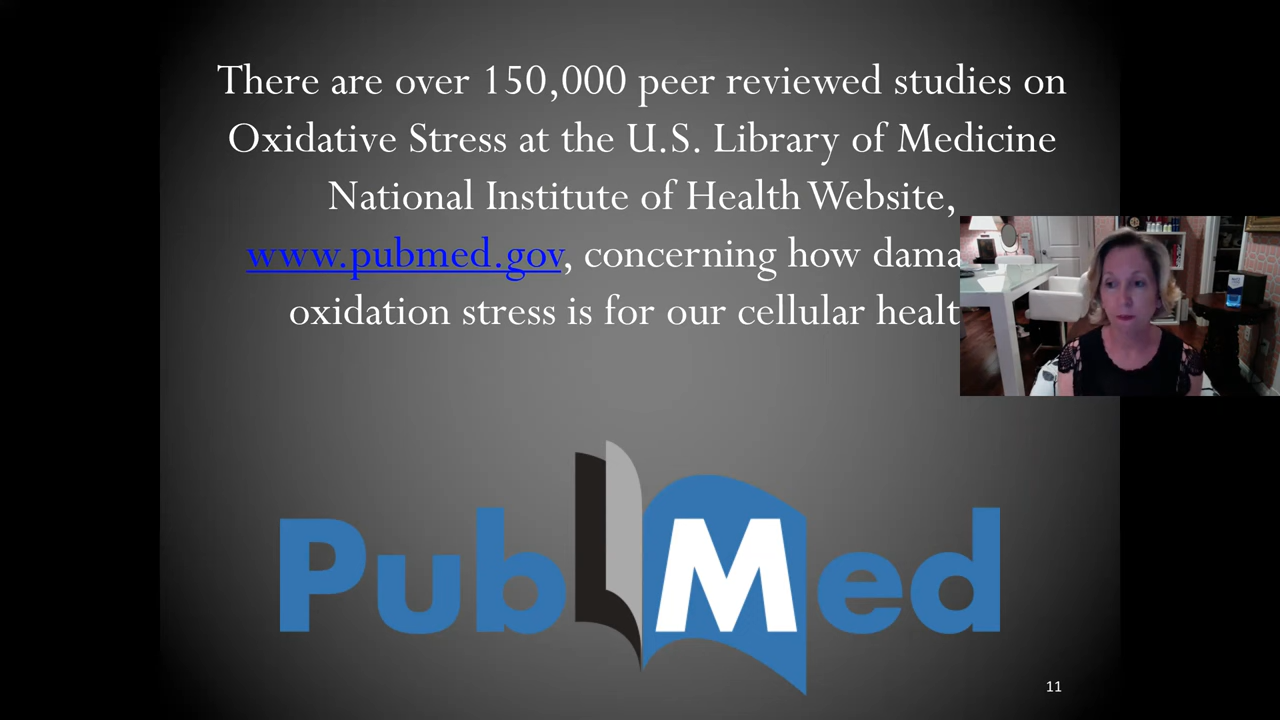 There are over 150,000 peer reviewed studies on
Oxidative Stress at the U.S. Library of Medicine
National Institute of Health Website,
www.pubmed.gov, concerning how
oxidation stress is for our cellular
PubMed
11